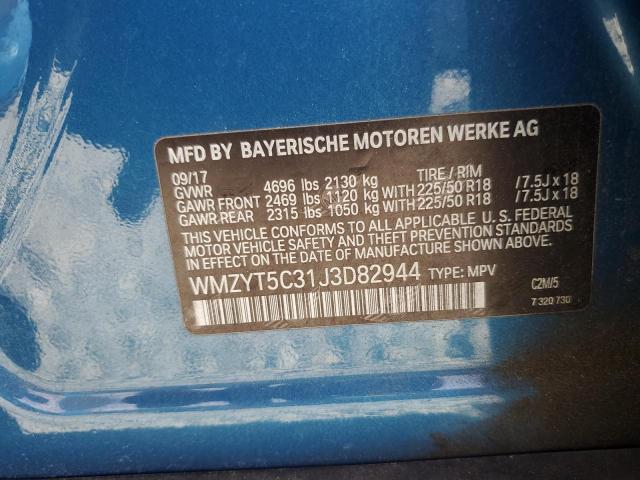 MFD BY BAYERISCHE MOTOREN WERKE AG
09/17 TIRE / RIM
GVWR 4696 lbs 2130 kg
GAWR FRONT 2469 lbs 1120 kg WITH 225/50 R18 /7.5J x 18
GAWR REAR 2315 lbs 1050 kg WITH 225/50 R18 /7.5J x 18
THIS VEHICLE CONFORMS TO ALL APPLICABLE U. S. FEDERAL
MOTOR VEHICLE SAFETY, BUMPER AND THEFT PREVENTION STANDARDS
IN EFFECT ON THE DATE OF MANUFACTURE SHOWN ABOVE.
WMZYT5C31J3D82944 TYPE: MPV
C2M/5
7 320 730